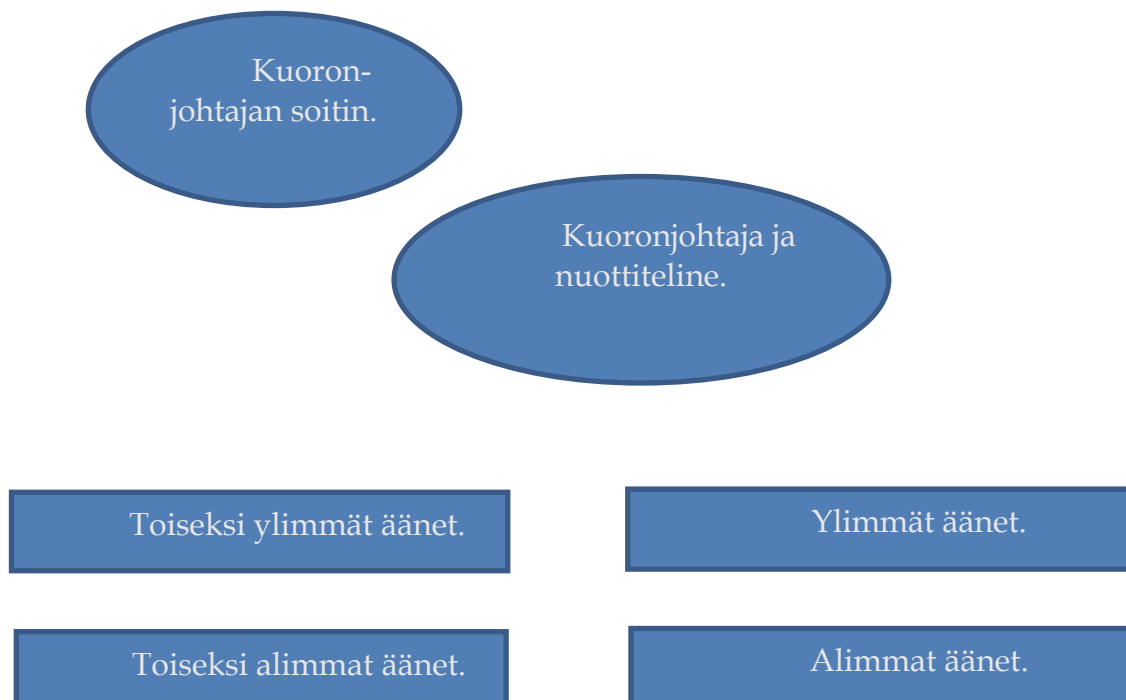 Kuoron-
johtajan soitin.
Kuoronjohtaja ja
nuottiteline.
Toiseksi ylimmät äänet.
Ylimmät äänet.
Toiseksi alimmat äänet.
Alimmat äänet.